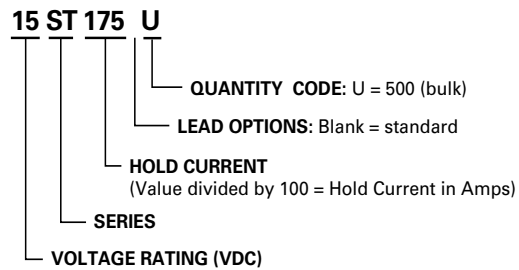 15 ST 175 U
QUANTITY CODE: U = 500 (bulk)
LEAD OPTIONS: Blank = standard
HOLD CURRENT
(Value divided by 100 = Hold Current in Amps)
SERIES
VOLTAGE RATING (VDC)